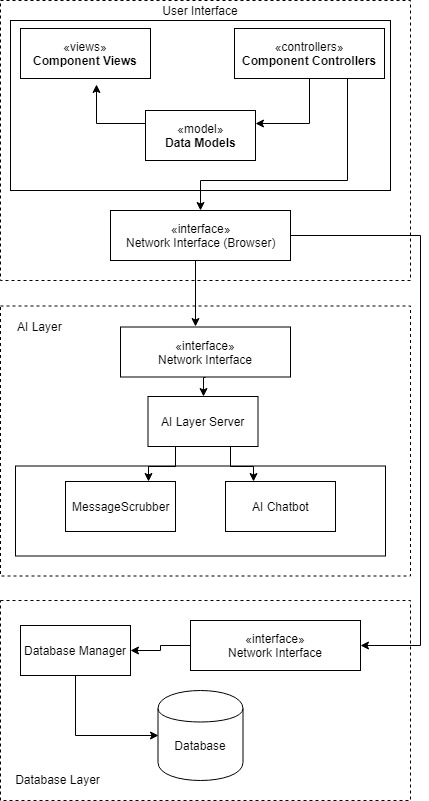 User Interface
«views»
Component Views
«controllers»
Component Controllers
«model»
Data Models
«interface»
Network Interface (Browser)
AI Layer
«interface»
Network Interface
AI Layer Server
MessageScrubber
AI Chatbot
«interface»
Network Interface
Database Manager
Database
Database Layer